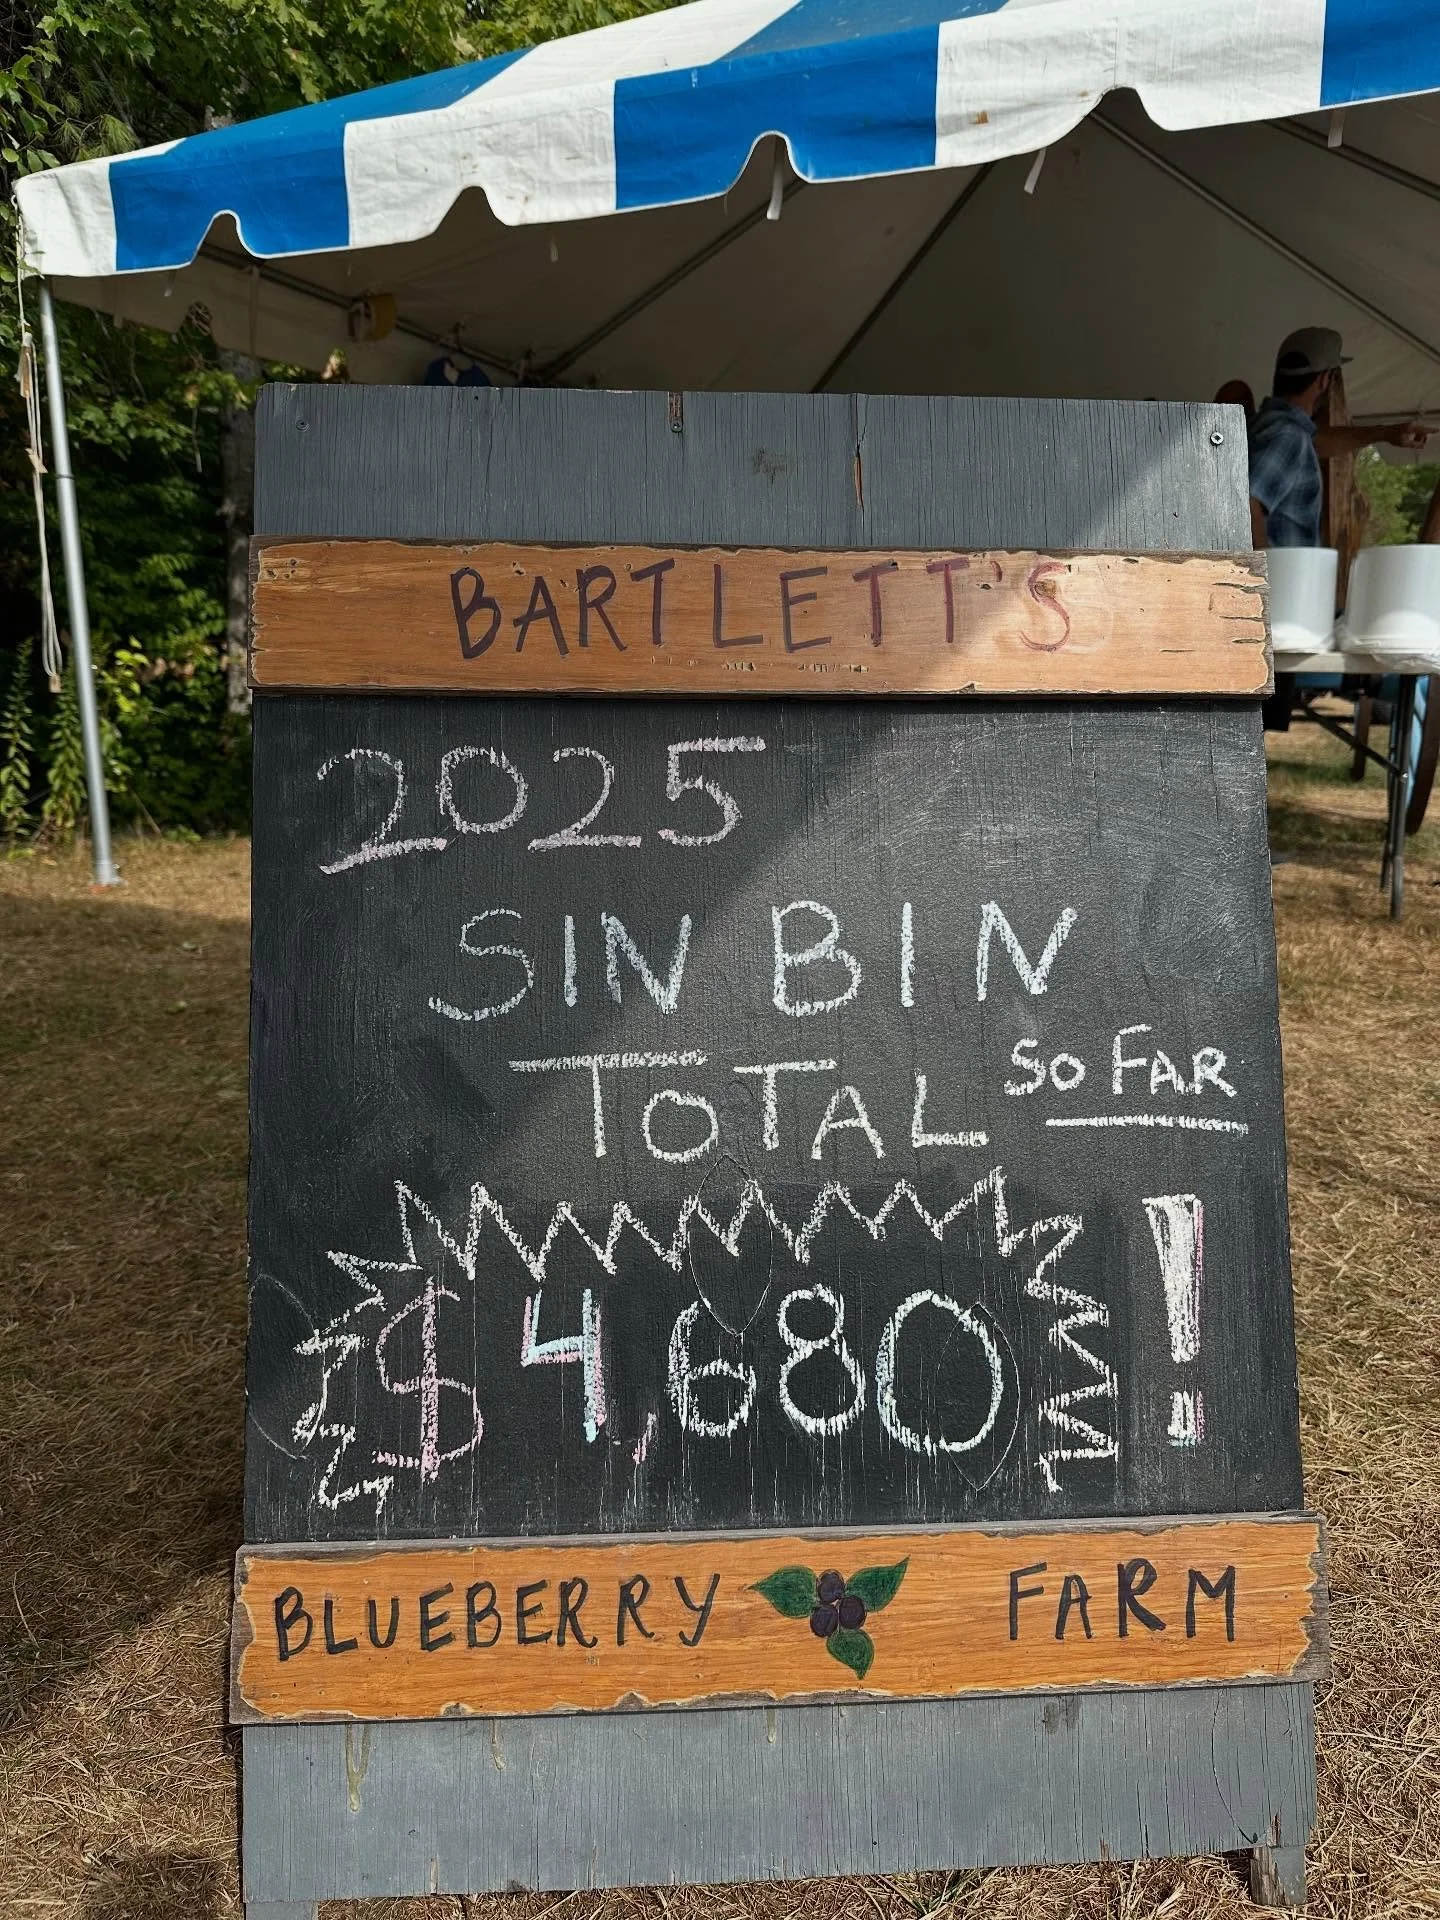 BARTLETT'S
2025
SIN BIN
TOTAL SO FAR
$4,680!
BLUEBERRY FARM